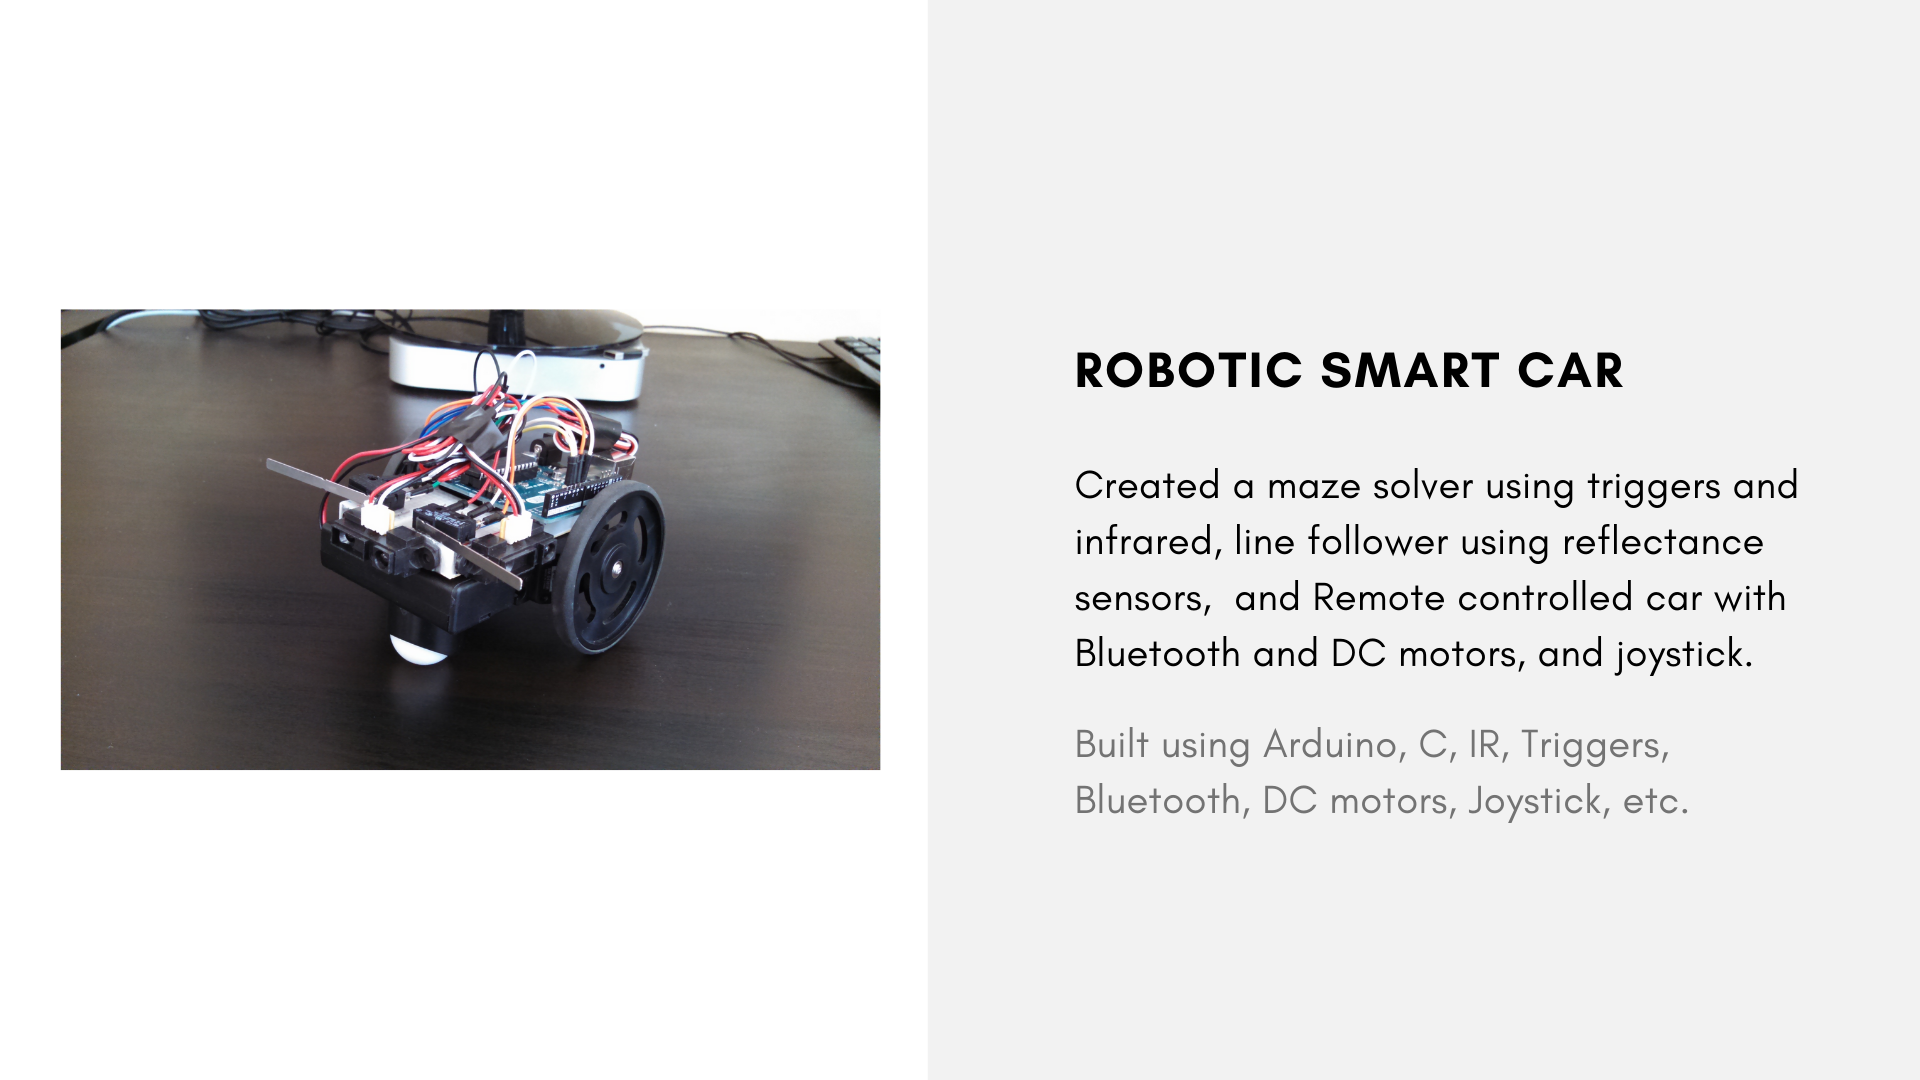 ROBOTIC SMART CAR
Created a maze solver using triggers and
infrared, line follower using reflectance
sensors,  and Remote controlled car with
Bluetooth and DC motors, and joystick.
Built using Arduino, C, IR, Triggers,
Bluetooth, DC motors, Joystick, etc.